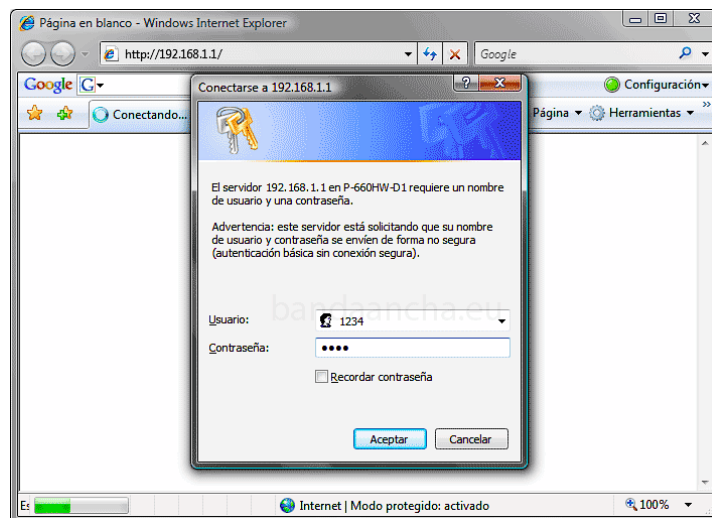 Página en blanco - Windows Internet Explorer
http://192.168.1.1/
Google
Google G
Configuración
Conectando...
Página
Herramientas
»
Conectarse a 192.168.1.1
?
El servidor 192.168.1.1 en P-660HW-D1 requiere un nombre
de usuario y una contraseña.
Advertencia: este servidor está solicitando que su nombre
de usuario y contraseña se envíen de forma no segura
(autenticación básica sin conexión segura).
bandaancha.eu
Usuario: 1234
Contraseña: ••••
Recordar contraseña
Aceptar Cancelar
Internet | Modo protegido: activado
100%